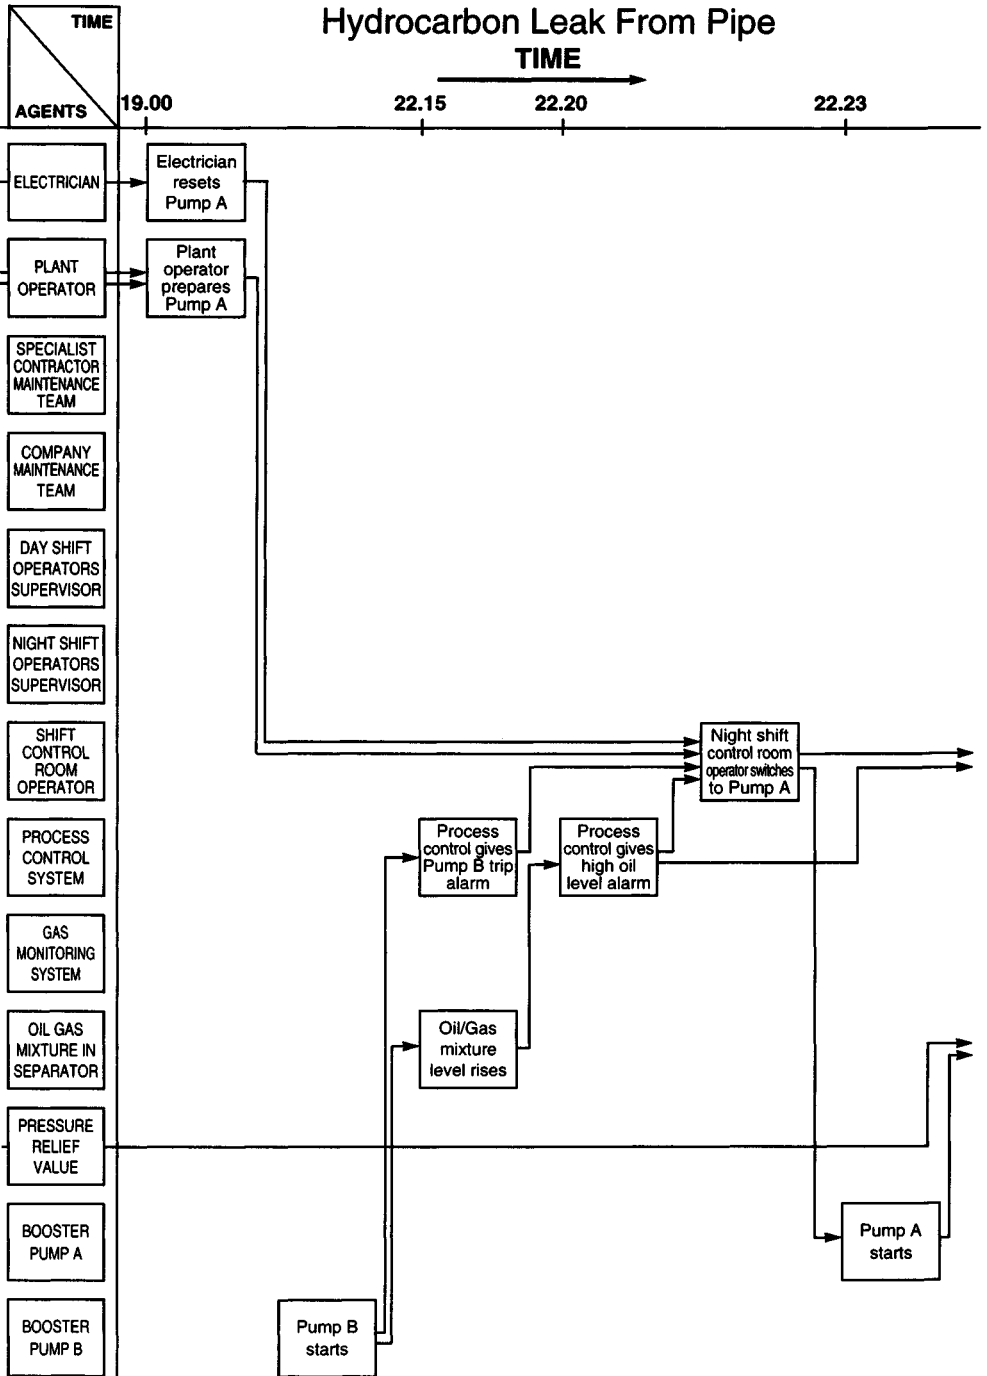 Hydrocarbon Leak From Pipe
TIME
TIME
AGENTS
19.00
22.15
22.20
22.23
ELECTRICIAN
Electrician
resets
Pump A
PLANT
OPERATOR
Plant
operator
prepares
Pump A
SPECIALIST
CONTRACTOR
MAINTENANCE
TEAM
COMPANY
MAINTENANCE
TEAM
DAY SHIFT
OPERATORS
SUPERVISOR
NIGHT SHIFT
OPERATORS
SUPERVISOR
SHIFT
CONTROL
ROOM
OPERATOR
Night shift
control room
operator switches
to Pump A
PROCESS
CONTROL
SYSTEM
Process
control gives
Pump B trip
alarm
Process
control gives
high oil
level alarm
GAS
MONITORING
SYSTEM
OIL GAS
MIXTURE IN
SEPARATOR
Oil/Gas
mixture
level rises
PRESSURE
RELIEF
VALUE
BOOSTER
PUMP A
Pump A
starts
BOOSTER
PUMP B
Pump B
starts